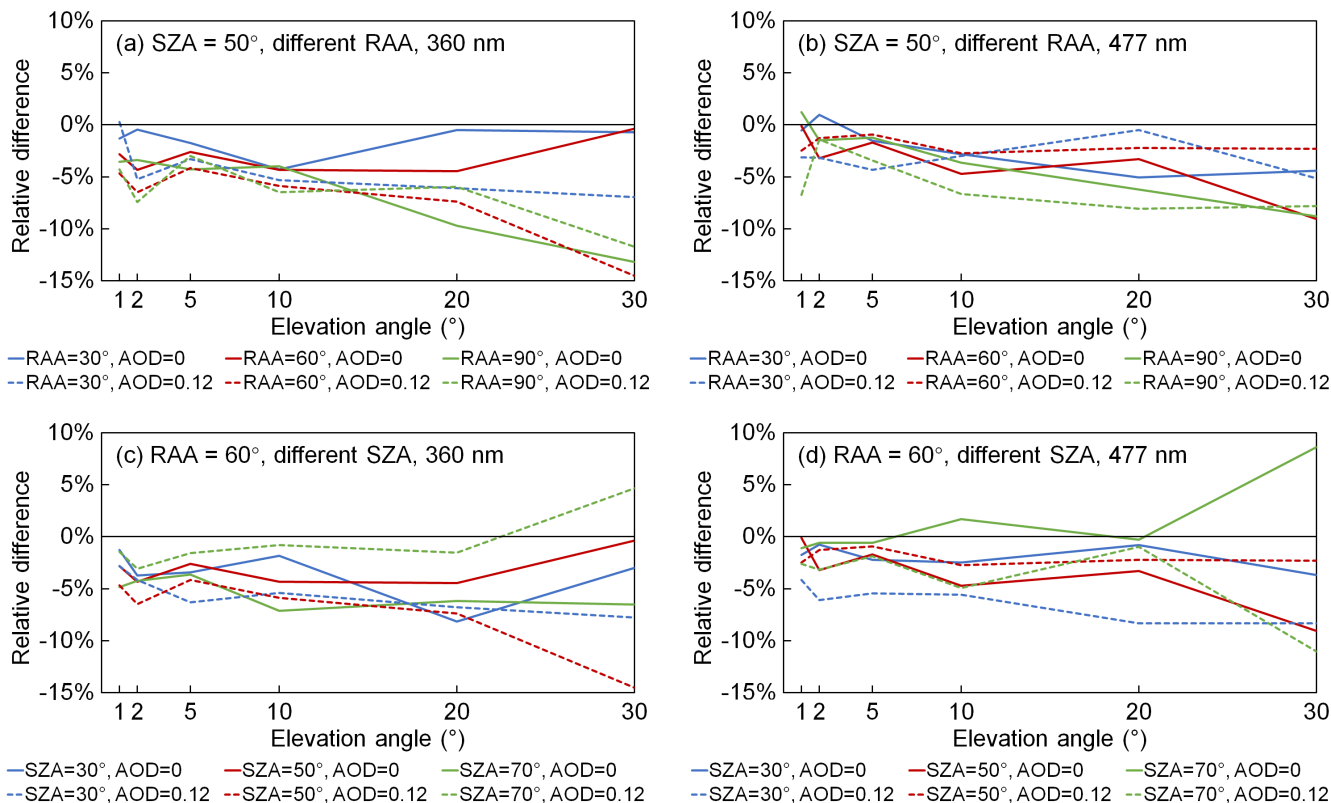 (a) SZA = 50°, different RAA, 360 nm
10%
5%
0%
-5%
-10%
-15%
Relative difference
1 2 5 10 20 30
Elevation angle (°)
RAA=30°, AOD=0 RAA=60°, AOD=0 RAA=90°, AOD=0
RAA=30°, AOD=0.12 RAA=60°, AOD=0.12 RAA=90°, AOD=0.12
(b) SZA = 50°, different RAA, 477 nm
10%
5%
0%
-5%
-10%
-15%
Relative difference
1 2 5 10 20 30
Elevation angle (°)
RAA=30°, AOD=0 RAA=60°, AOD=0 RAA=90°, AOD=0
RAA=30°, AOD=0.12 RAA=60°, AOD=0.12 RAA=90°, AOD=0.12
(c) RAA = 60°, different SZA, 360 nm
10%
5%
0%
-5%
-10%
-15%
Relative difference
1 2 5 10 20 30
Elevation angle (°)
SZA=30°, AOD=0 SZA=50°, AOD=0 SZA=70°, AOD=0
SZA=30°, AOD=0.12 SZA=50°, AOD=0.12 SZA=70°, AOD=0.12
(d) RAA = 60°, different SZA, 477 nm
10%
5%
0%
-5%
-10%
-15%
Relative difference
1 2 5 10 20 30
Elevation angle (°)
SZA=30°, AOD=0 SZA=50°, AOD=0 SZA=70°, AOD=0
SZA=30°, AOD=0.12 SZA=50°, AOD=0.12 SZA=70°, AOD=0.12